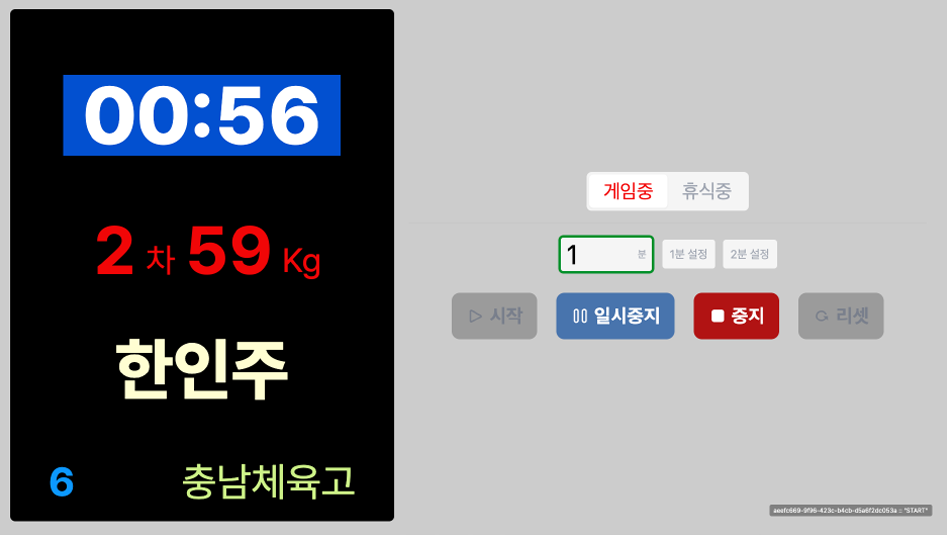 00:56
2 차 59 Kg
한인주
6 충남체육고
게임중 휴식중
1 분 1분 설정 2분 설정
시작 일시중지 중지 리셋
aeefc669-9f96-423c-b4cb-d5a6f2dc053a :: "START"